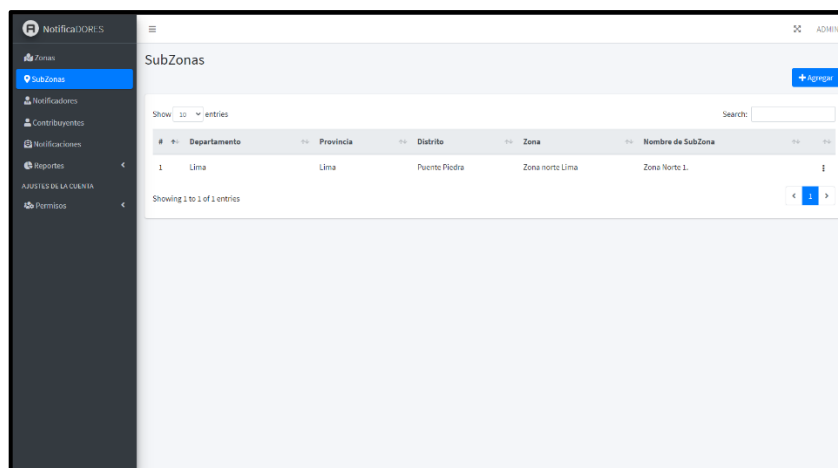 NotificaDORES
ADMIN
Zonas
SubZonas
Notificadores
Contribuyentes
Notificaciones
Reportes
AJUSTES DE LA CUENTA
Permisos
SubZonas
+ Agregar
Show 10 entries Search:
# Departamento Provincia Distrito Zona Nombre de SubZona
1 Lima Lima Puente Piedra Zona norte Lima Zona Norte 1.
Showing 1 to 1 of 1 entries
< 1 >